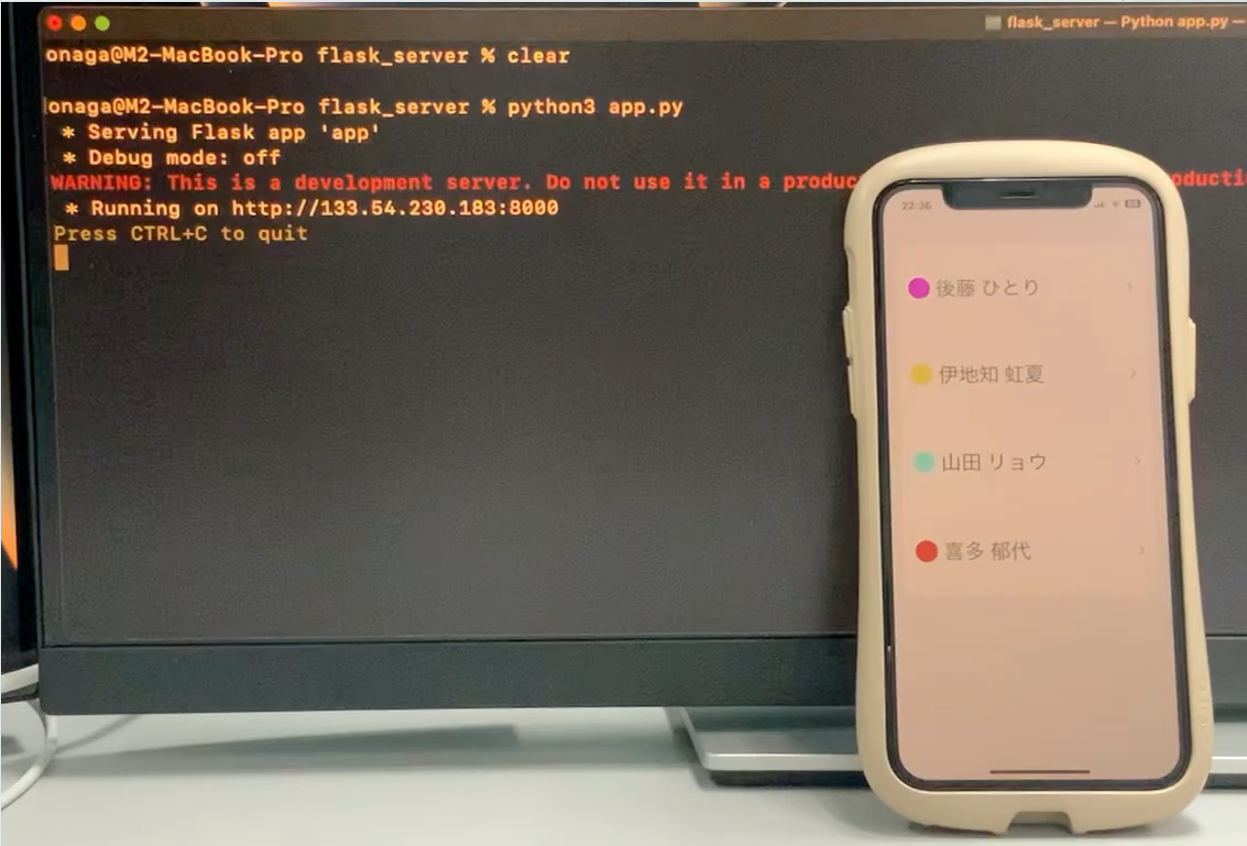 flask_server — Python app.py —
onaga@M2-MacBook-Pro flask_server % clear
onaga@M2-MacBook-Pro flask_server % python3 app.py
* Serving Flask app 'app'
* Debug mode: off
WARNING: This is a development server. Do not use it in a
* Running on http://133.54.230.183:8000
Press CTRL+C to quit
22:36
後藤 ひとり
伊地知 虹夏
山田 リョウ
喜多 郁代